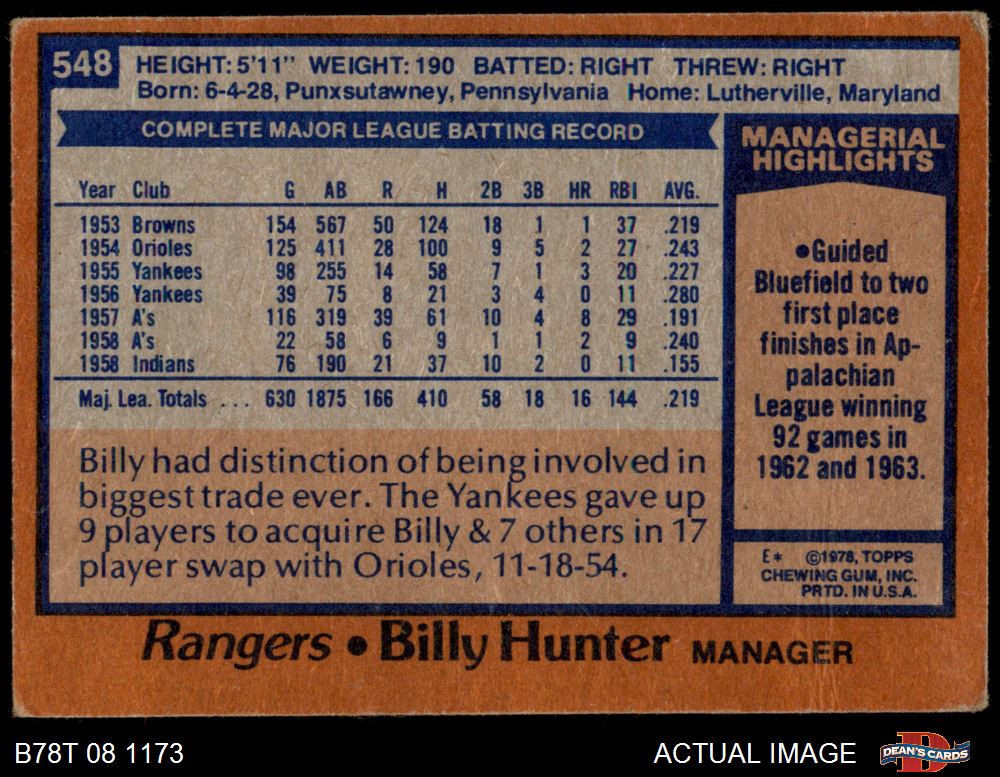 548
HEIGHT: 5'11" WEIGHT: 190 BATTED: RIGHT THREW: RIGHT
Born: 6-4-28, Punxsutawney, Pennsylvania Home: Lutherville, Maryland
COMPLETE MAJOR LEAGUE BATTING RECORD
Year Club G AB R H 2B 3B HR RBI AVG.
1953 Browns 154 567 50 124 18 1 1 37 .219
1954 Orioles 125 411 28 100 9 5 2 27 .243
1955 Yankees 98 255 14 58 7 1 3 20 .227
1956 Yankees 39 75 8 21 3 4 0 11 .280
1957 A's 116 319 39 61 10 4 8 29 .191
1958 A's 22 58 6 9 1 1 2 9 .240
1958 Indians 76 190 21 37 10 2 0 11 .155
Maj. Lea. Totals ... 630 1875 166 410 58 18 16 144 .219
Billy had distinction of being involved in
biggest trade ever. The Yankees gave up
9 players to acquire Billy & 7 others in 17
player swap with Orioles, 11-18-54.
MANAGERIAL
HIGHLIGHTS
•Guided
Bluefield to two
first place
finishes in Ap-
palachian
League winning
92 games in
1962 and 1963.
E* ©1978, TOPPS
CHEWING GUM, INC.
PRTD. IN U.S.A.
Rangers • Billy Hunter MANAGER
B78T 08 1173
ACTUAL IMAGE
DEAN'S CARDS